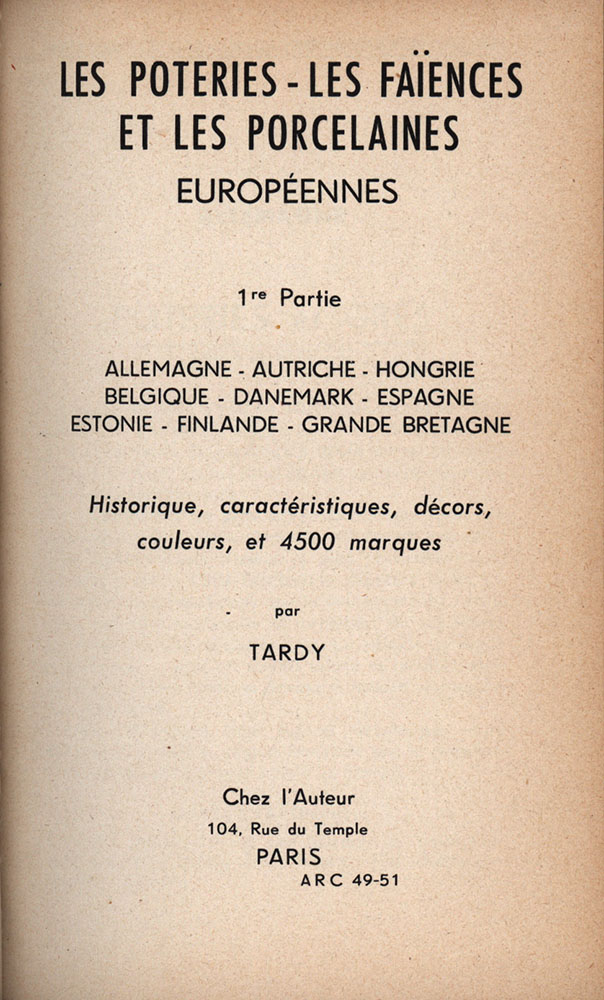 LES POTERIES - LES FAÏENCES
ET LES PORCELAINES
EUROPÉENNES
1re Partie
ALLEMAGNE - AUTRICHE - HONGRIE
BELGIQUE - DANEMARK - ESPAGNE
ESTONIE - FINLANDE - GRANDE BRETAGNE
Historique, caractéristiques, décors,
couleurs, et 4500 marques
par
TARDY
Chez l'Auteur
104, Rue du Temple
PARIS
ARC 49-51